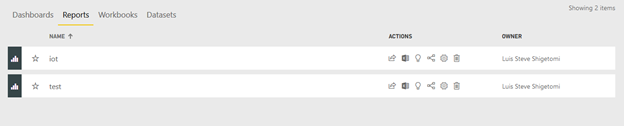 Showing 2 items
Dashboards Reports Workbooks Datasets
NAME ACTIONS OWNER
iot Luis Steve Shigetomi
test Luis Steve Shigetomi